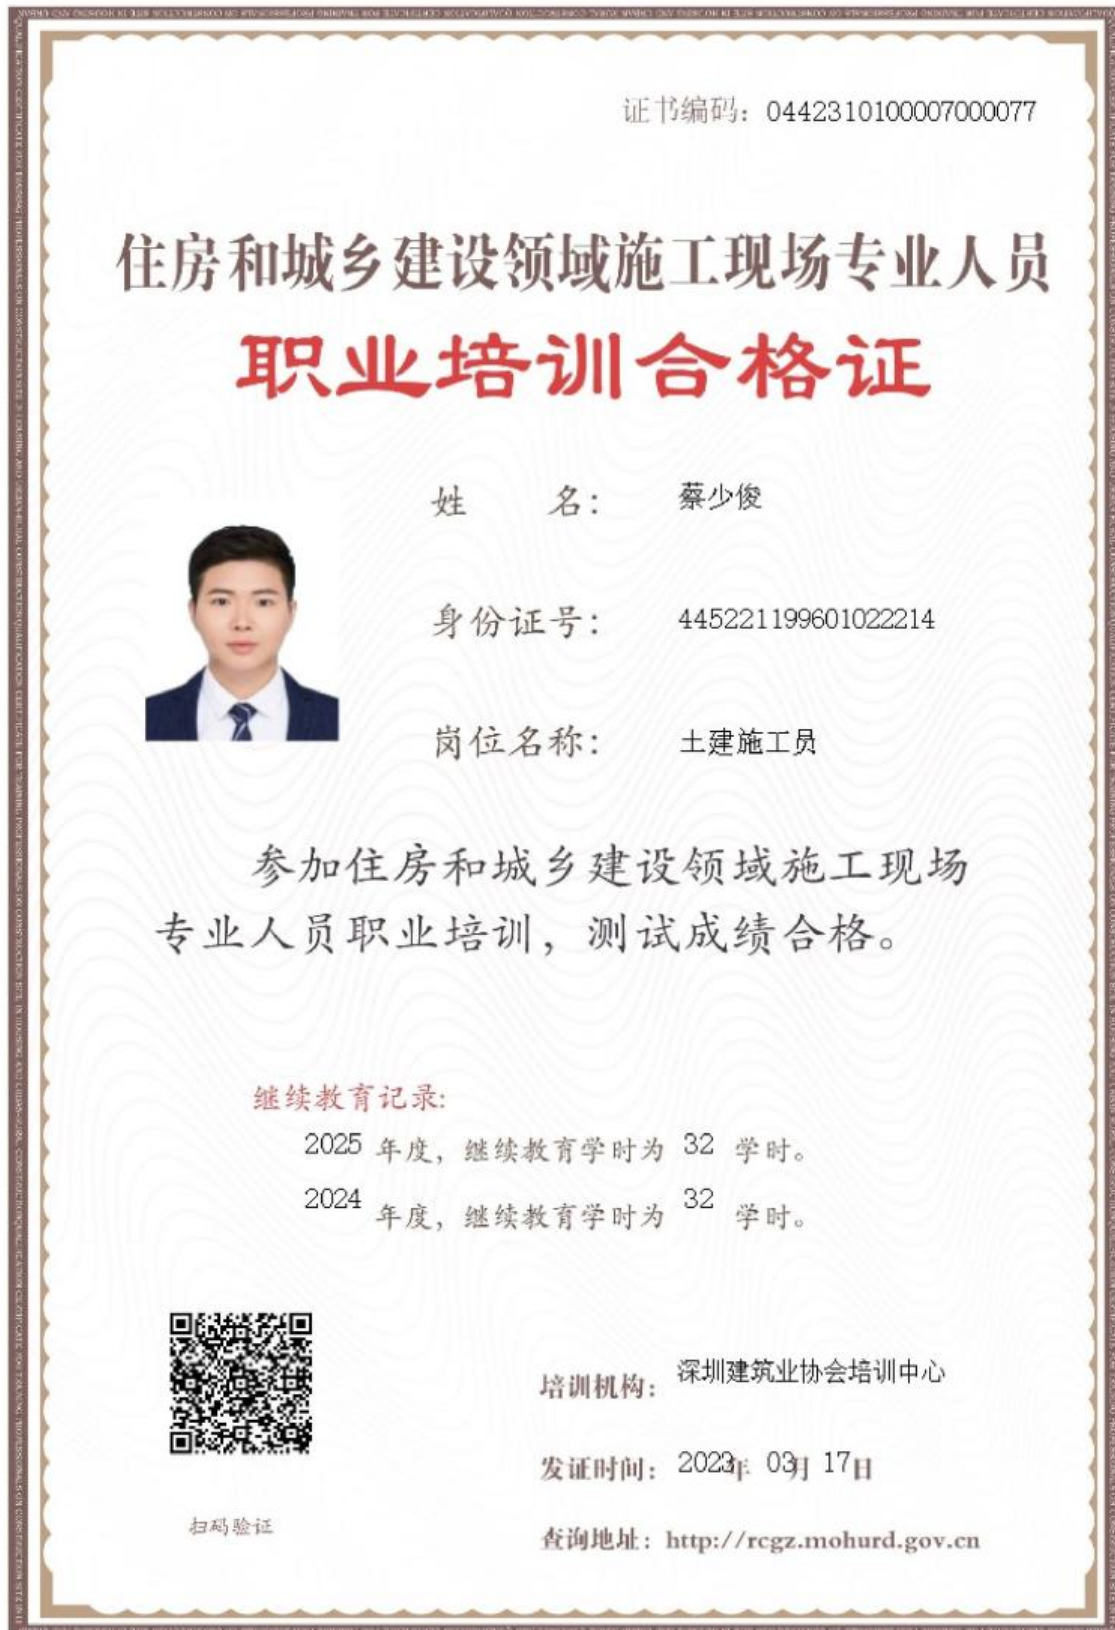 证书编码：0442310100007000077
住房和城乡建设领域施工现场专业人员
职业培训合格证
姓 名： 蔡少俊
身份证号： 445221199601022214
岗位名称： 土建施工员
参加住房和城乡建设领域施工现场
专业人员职业培训，测试成绩合格。
继续教育记录:
2025 年度，继续教育学时为 32 学时。
2024 年度，继续教育学时为 32 学时。
培训机构： 深圳建筑业协会培训中心
发证时间： 2023年 03月 17日
扫码验证
查询地址：http://rcgz.mohurd.gov.cn